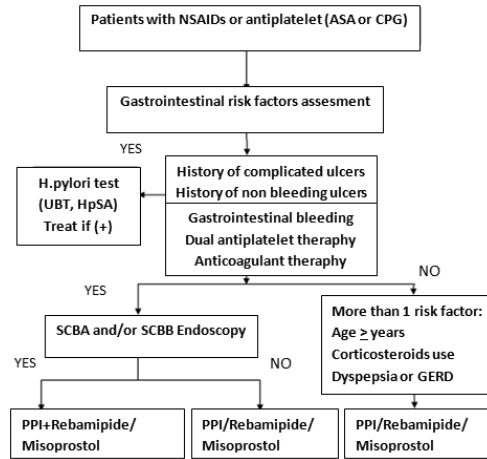 Patients with NSAIDs or antiplatelet (ASA or CPG)
Gastrointestinal risk factors assesment
YES
H.pylori test
(UBT, HpSA)
Treat if (+)
History of complicated ulcers
History of non bleeding ulcers
Gastrointestinal bleeding
Dual antiplatelet theraphy
Anticoagulant theraphy
YES
NO
SCBA and/or SCBB Endoscopy
More than 1 risk factor:
Age ≥ years
Corticosteroids use
Dyspepsia or GERD
YES
NO
PPI+Rebamipide/
Misoprostol
PPI/Rebamipide/
Misoprostol
PPI/Rebamipide/
Misoprostol